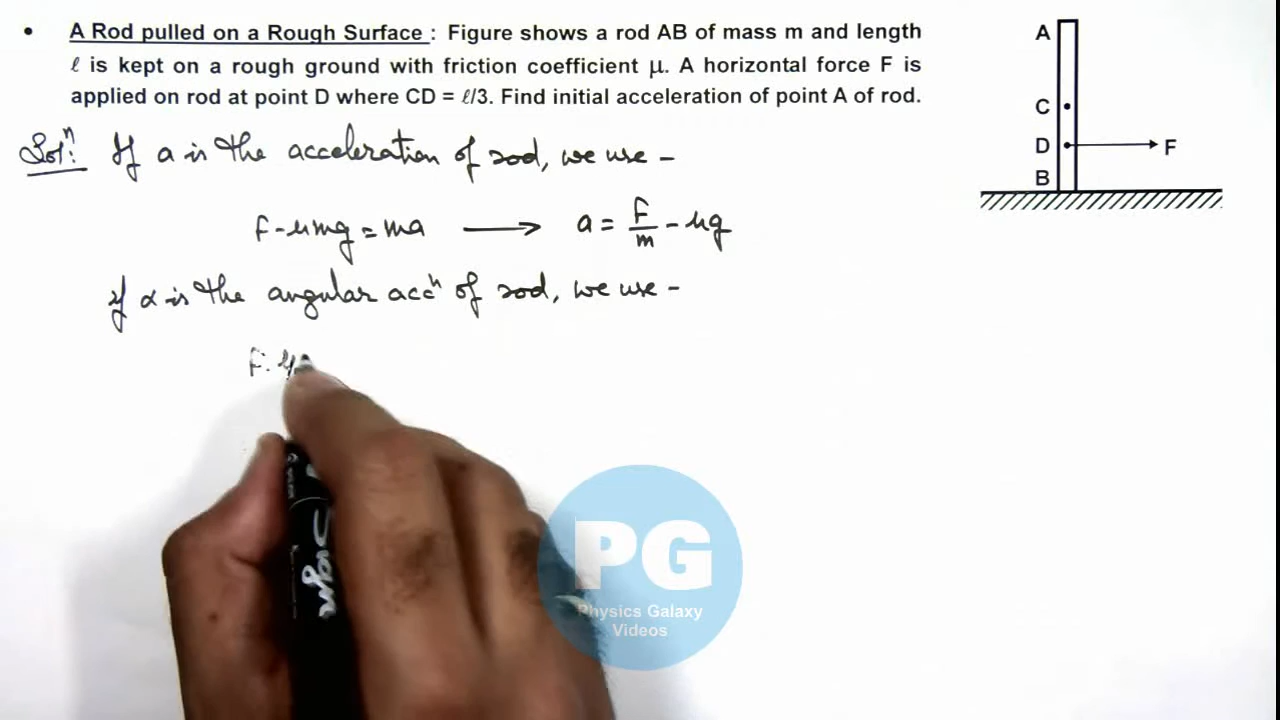 • A Rod pulled on a Rough Surface : Figure shows a rod AB of mass m and length
ℓ is kept on a rough ground with friction coefficient μ. A horizontal force F is
applied on rod at point D where CD = ℓ/3. Find initial acceleration of point A of rod.
A
C
D
F
B
Solⁿ: If a is the acceleration of rod, we use –
F - μmg = ma ⟶ a = F/m - μg
if α is the angular accⁿ of rod, we use -
F.
PG
Physics Galaxy
Videos